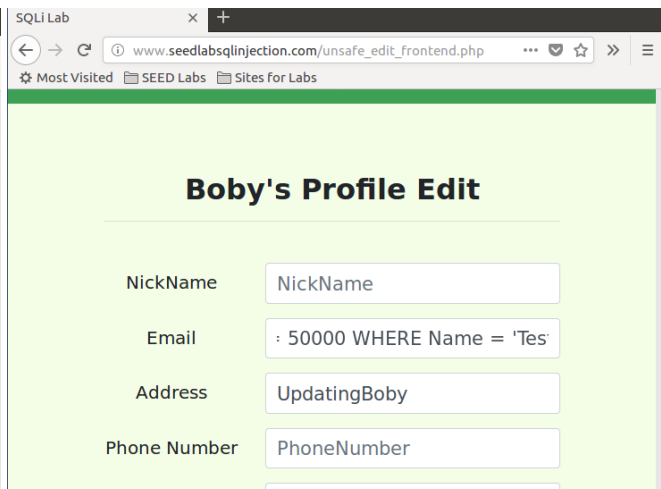 SQLi Lab
www.seedlabsqlinjection.com/unsafe_edit_frontend.php
Most Visited SEED Labs Sites for Labs
Boby's Profile Edit
NickName NickName
Email = 50000 WHERE Name = 'Tes
Address UpdatingBoby
Phone Number PhoneNumber